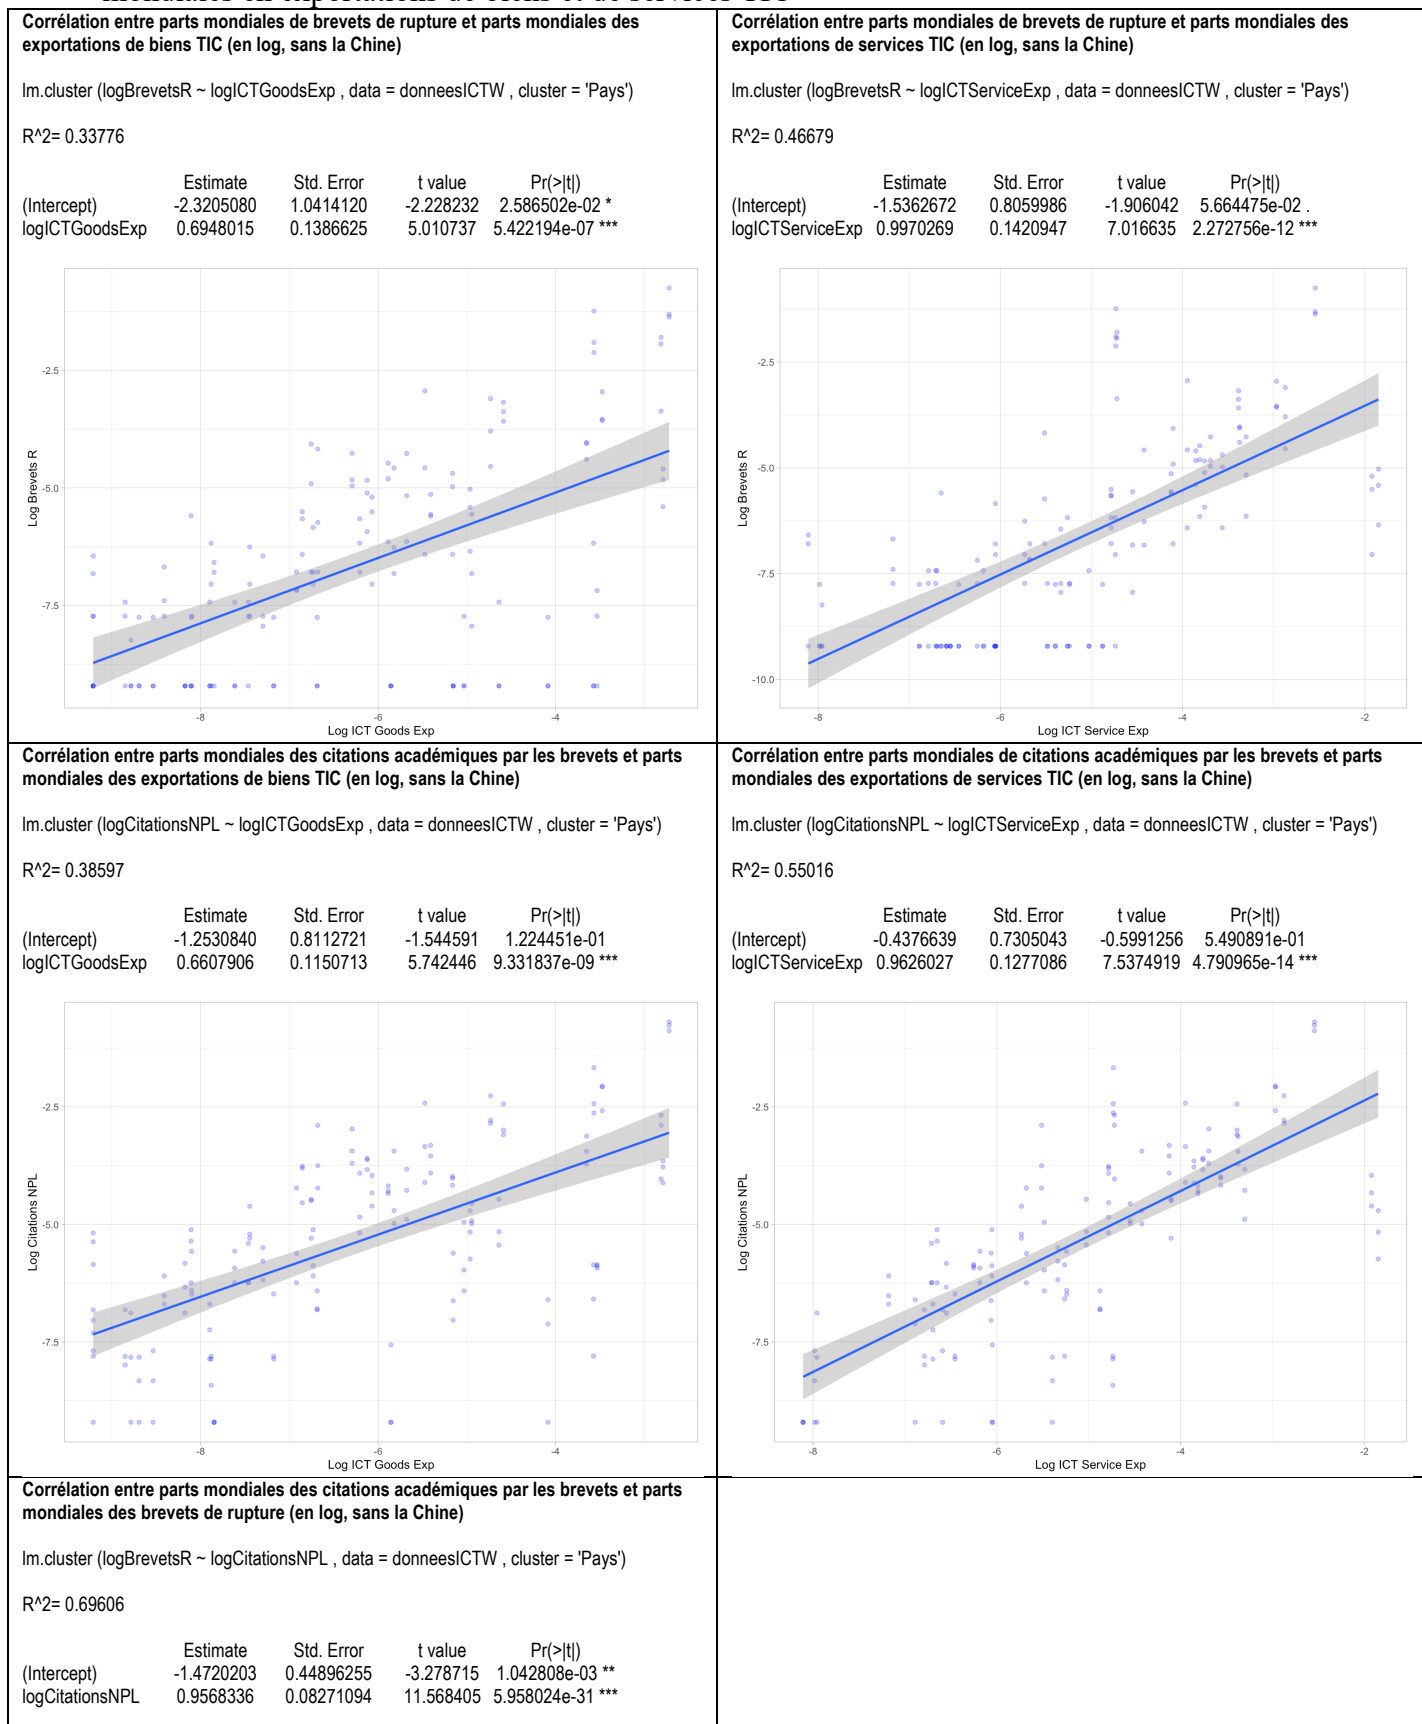 mondiales en exportations de biens et de services TIC
Corrélation entre parts mondiales de brevets de rupture et parts mondiales des
exportations de biens TIC (en log, sans la Chine)
lm.cluster (logBrevetsR ~ logICTGoodsExp , data = donneesICTW , cluster = 'Pays')
R^2= 0.33776
Estimate Std. Error t value Pr(>|t|)
(Intercept) -2.3205080 1.0414120 -2.228232 2.586502e-02 *
logICTGoodsExp 0.6948015 0.1386625 5.010737 5.422194e-07 ***
-2.5
-5.0
-7.5
Log Brevets R
-8 -6 -4
Log ICT Goods Exp
Corrélation entre parts mondiales de brevets de rupture et parts mondiales des
exportations de services TIC (en log, sans la Chine)
lm.cluster (logBrevetsR ~ logICTServiceExp , data = donneesICTW , cluster = 'Pays')
R^2= 0.46679
Estimate Std. Error t value Pr(>|t|)
(Intercept) -1.5362672 0.8059986 -1.906042 5.664475e-02 .
logICTServiceExp 0.9970269 0.1420947 7.016635 2.272756e-12 ***
-2.5
-5.0
-7.5
-10.0
Log Brevets R
-8 -6 -4 -2
Log ICT Service Exp
Corrélation entre parts mondiales des citations académiques par les brevets et parts
mondiales des exportations de biens TIC (en log, sans la Chine)
lm.cluster (logCitationsNPL ~ logICTGoodsExp , data = donneesICTW , cluster = 'Pays')
R^2= 0.38597
Estimate Std. Error t value Pr(>|t|)
(Intercept) -1.2530840 0.8112721 -1.544591 1.224451e-01
logICTGoodsExp 0.6607906 0.1150713 5.742446 9.331837e-09 ***
-2.5
-5.0
-7.5
Log Citations NPL
-8 -6 -4
Log ICT Goods Exp
Corrélation entre parts mondiales de citations académiques par les brevets et parts
mondiales des exportations de services TIC (en log, sans la Chine)
lm.cluster (logCitationsNPL ~ logICTServiceExp , data = donneesICTW , cluster = 'Pays')
R^2= 0.55016
Estimate Std. Error t value Pr(>|t|)
(Intercept) -0.4376639 0.7305043 -0.5991256 5.490891e-01
logICTServiceExp 0.9626027 0.1277086 7.5374919 4.790965e-14 ***
-2.5
-5.0
-7.5
Log Citations NPL
-8 -6 -4 -2
Log ICT Service Exp
Corrélation entre parts mondiales des citations académiques par les brevets et parts
mondiales des brevets de rupture (en log, sans la Chine)
lm.cluster (logBrevetsR ~ logCitationsNPL , data = donneesICTW , cluster = 'Pays')
R^2= 0.69606
Estimate Std. Error t value Pr(>|t|)
(Intercept) -1.4720203 0.44896255 -3.278715 1.042808e-03 **
logCitationsNPL 0.9568336 0.08271094 11.568405 5.958024e-31 ***